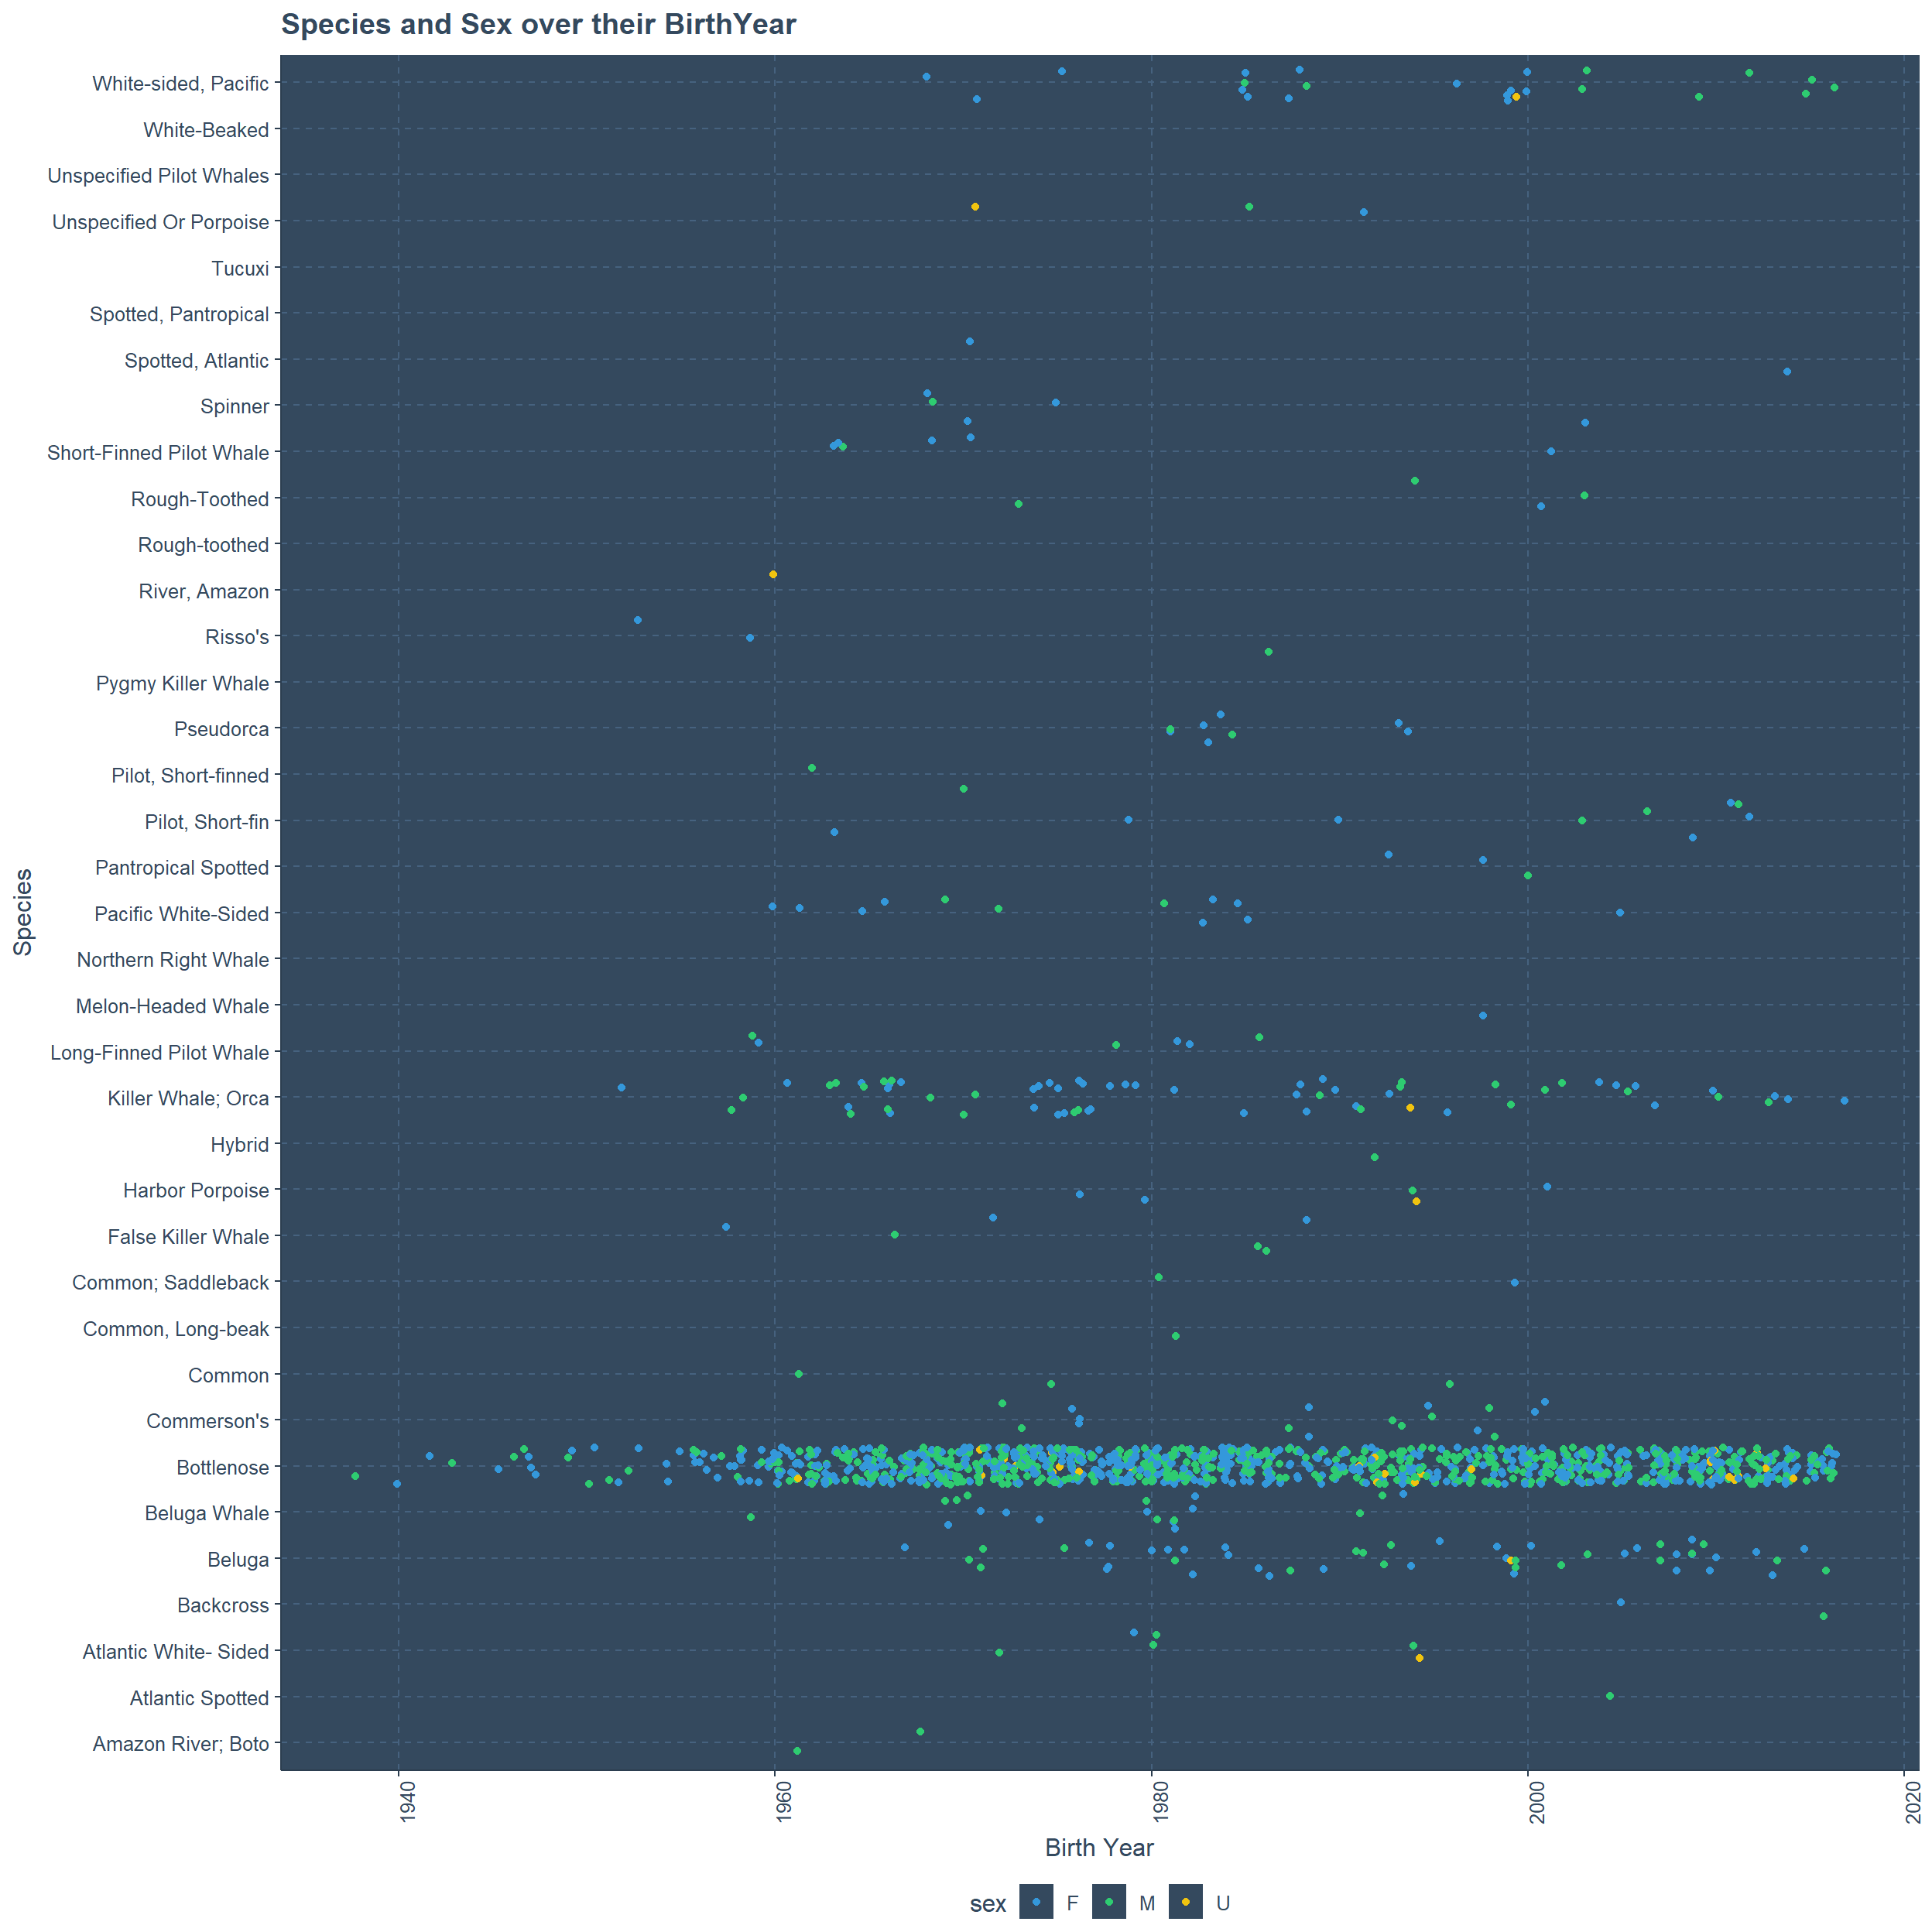 Species and Sex over their BirthYear
White-sided, Pacific
White-Beaked
Unspecified Pilot Whales
Unspecified Or Porpoise
Tucuxi
Spotted, Pantropical
Spotted, Atlantic
Spinner
Short-Finned Pilot Whale
Rough-Toothed
Rough-toothed
River, Amazon
Risso's
Pygmy Killer Whale
Pseudorca
Pilot, Short-finned
Pilot, Short-fin
Pantropical Spotted
Pacific White-Sided
Northern Right Whale
Melon-Headed Whale
Long-Finned Pilot Whale
Killer Whale; Orca
Hybrid
Harbor Porpoise
False Killer Whale
Common; Saddleback
Common, Long-beak
Common
Commerson's
Bottlenose
Beluga Whale
Beluga
Backcross
Atlantic White- Sided
Atlantic Spotted
Amazon River; Boto
Species
1940 1960 1980 2000 2020
Birth Year
sex F M U